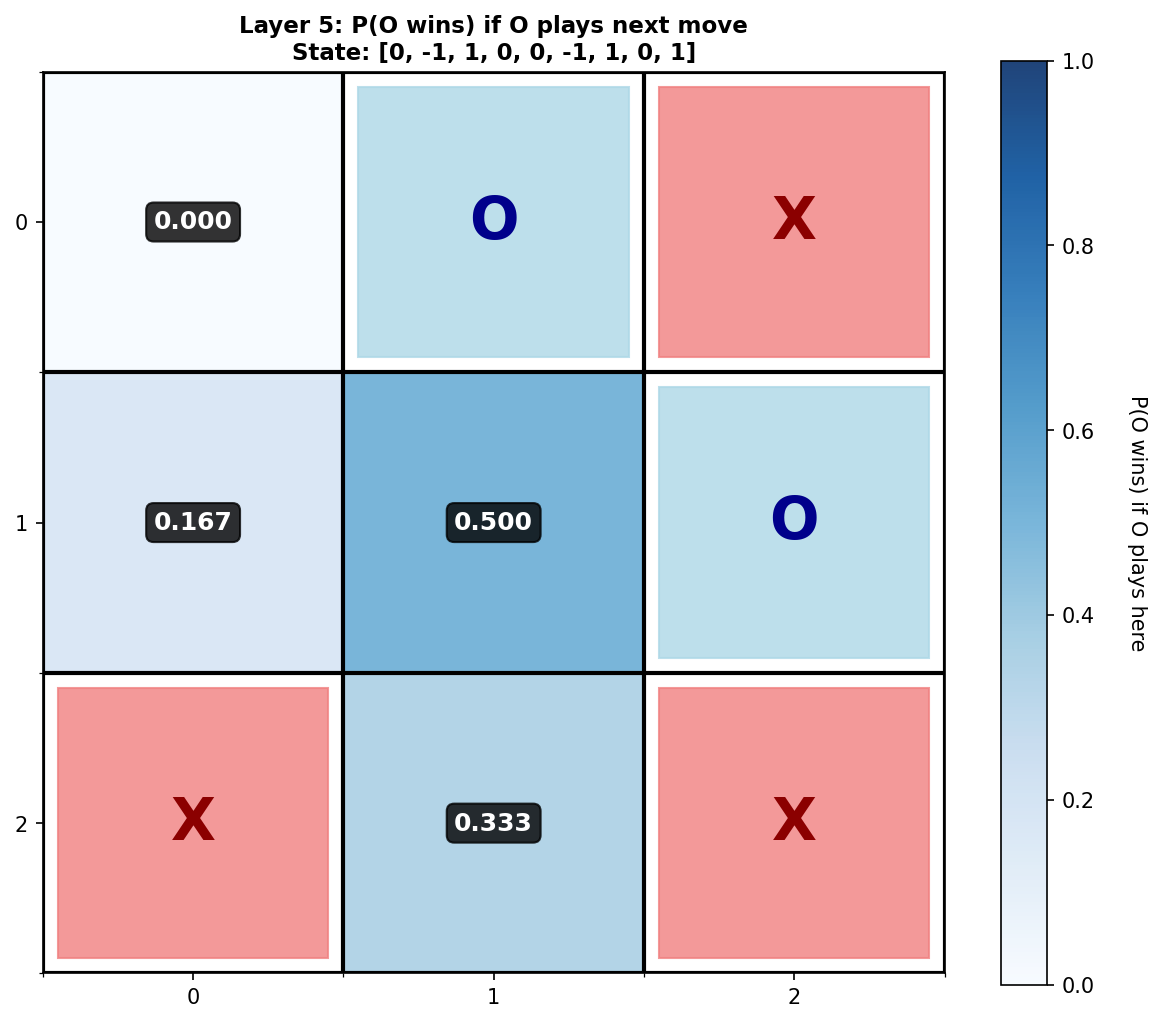 Layer 5: P(O wins) if O plays next move
State: [0, -1, 1, 0, 0, -1, 1, 0, 1]
0.000
O
X
0.167
0.500
O
X
0.333
X
0
1
2
0
1
2
1.0
0.8
0.6
0.4
0.2
0.0
P(O wins) if O plays here